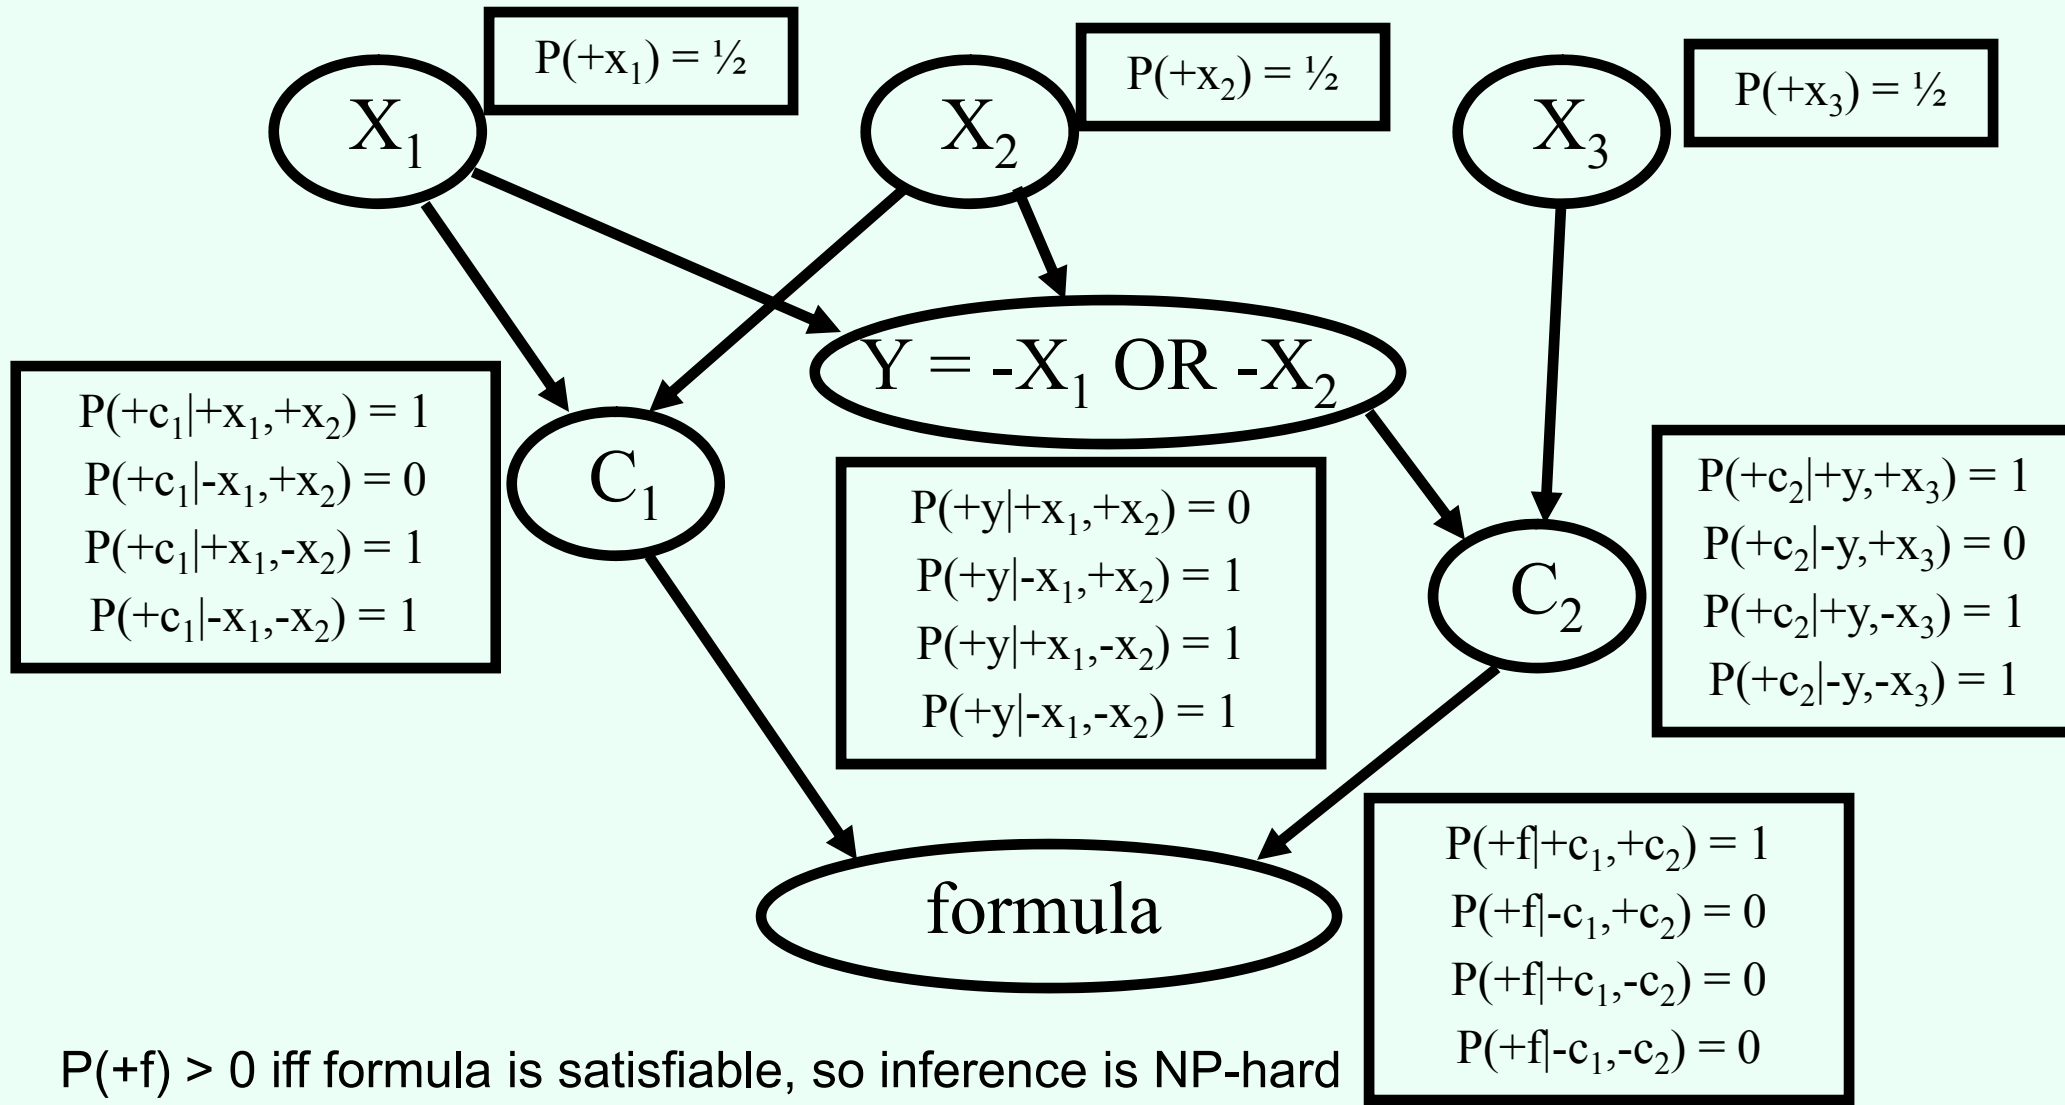 P(+x₁) = ½
P(+x₂) = ½
P(+x₃) = ½
X₁
X₂
X₃
Y = -X₁ OR -X₂
P(+c₁|+x₁,+x₂) = 1
P(+c₁|-x₁,+x₂) = 0
P(+c₁|+x₁,-x₂) = 1
P(+c₁|-x₁,-x₂) = 1
C₁
P(+y|+x₁,+x₂) = 0
P(+y|-x₁,+x₂) = 1
P(+y|+x₁,-x₂) = 1
P(+y|-x₁,-x₂) = 1
C₂
P(+c₂|+y,+x₃) = 1
P(+c₂|-y,+x₃) = 0
P(+c₂|+y,-x₃) = 1
P(+c₂|-y,-x₃) = 1
formula
P(+f|+c₁,+c₂) = 1
P(+f|-c₁,+c₂) = 0
P(+f|+c₁,-c₂) = 0
P(+f|-c₁,-c₂) = 0
P(+f) > 0 iff formula is satisfiable, so inference is NP-hard